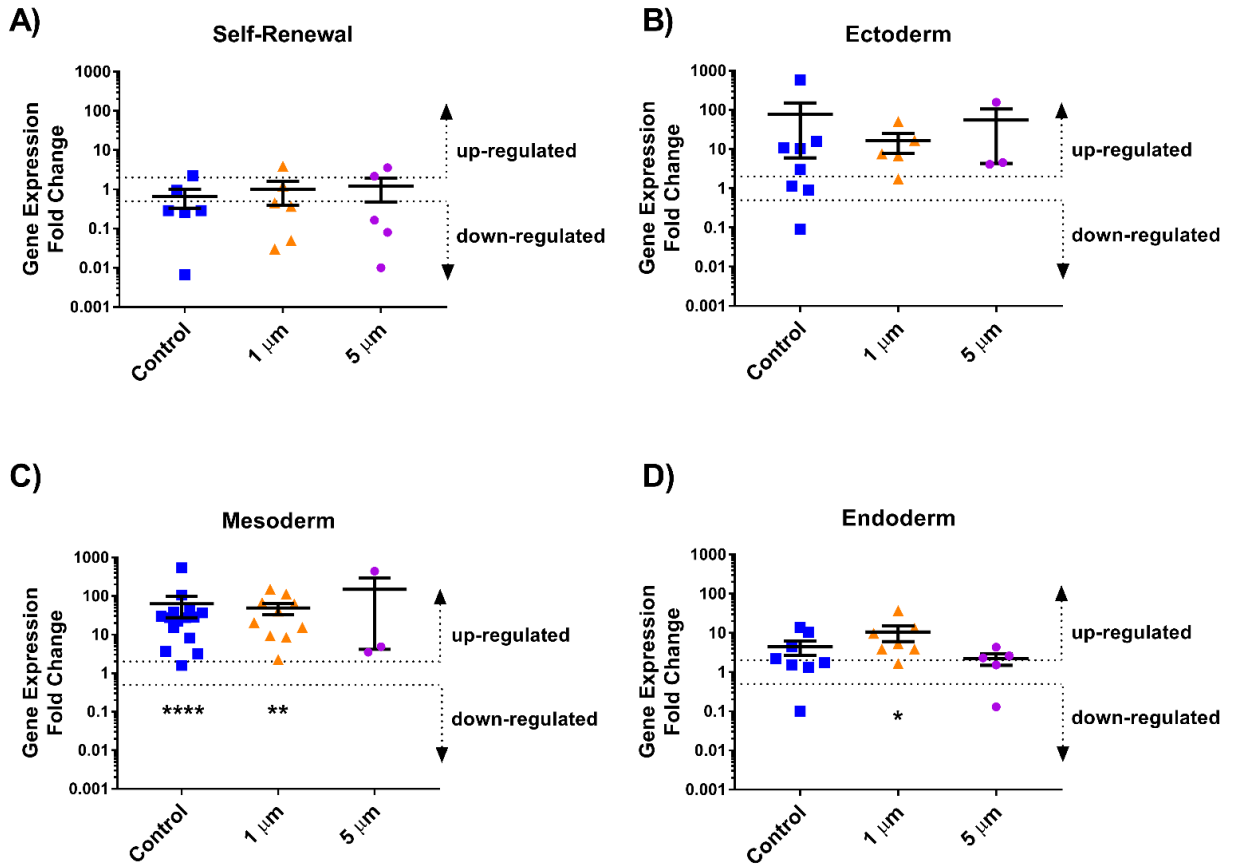 A)
Self-Renewal
Gene Expression
Fold Change
1000
100
10
1
0.1
0.01
0.001
up-regulated
down-regulated
Control
1 μm
5 μm
B)
Ectoderm
Gene Expression
Fold Change
1000
100
10
1
0.1
0.01
0.001
up-regulated
down-regulated
Control
1 μm
5 μm
C)
Mesoderm
Gene Expression
Fold Change
1000
100
10
1
0.1
0.01
0.001
up-regulated
down-regulated
**** **
Control
1 μm
5 μm
D)
Endoderm
Gene Expression
Fold Change
1000
100
10
1
0.1
0.01
0.001
up-regulated
down-regulated
*
Control
1 μm
5 μm